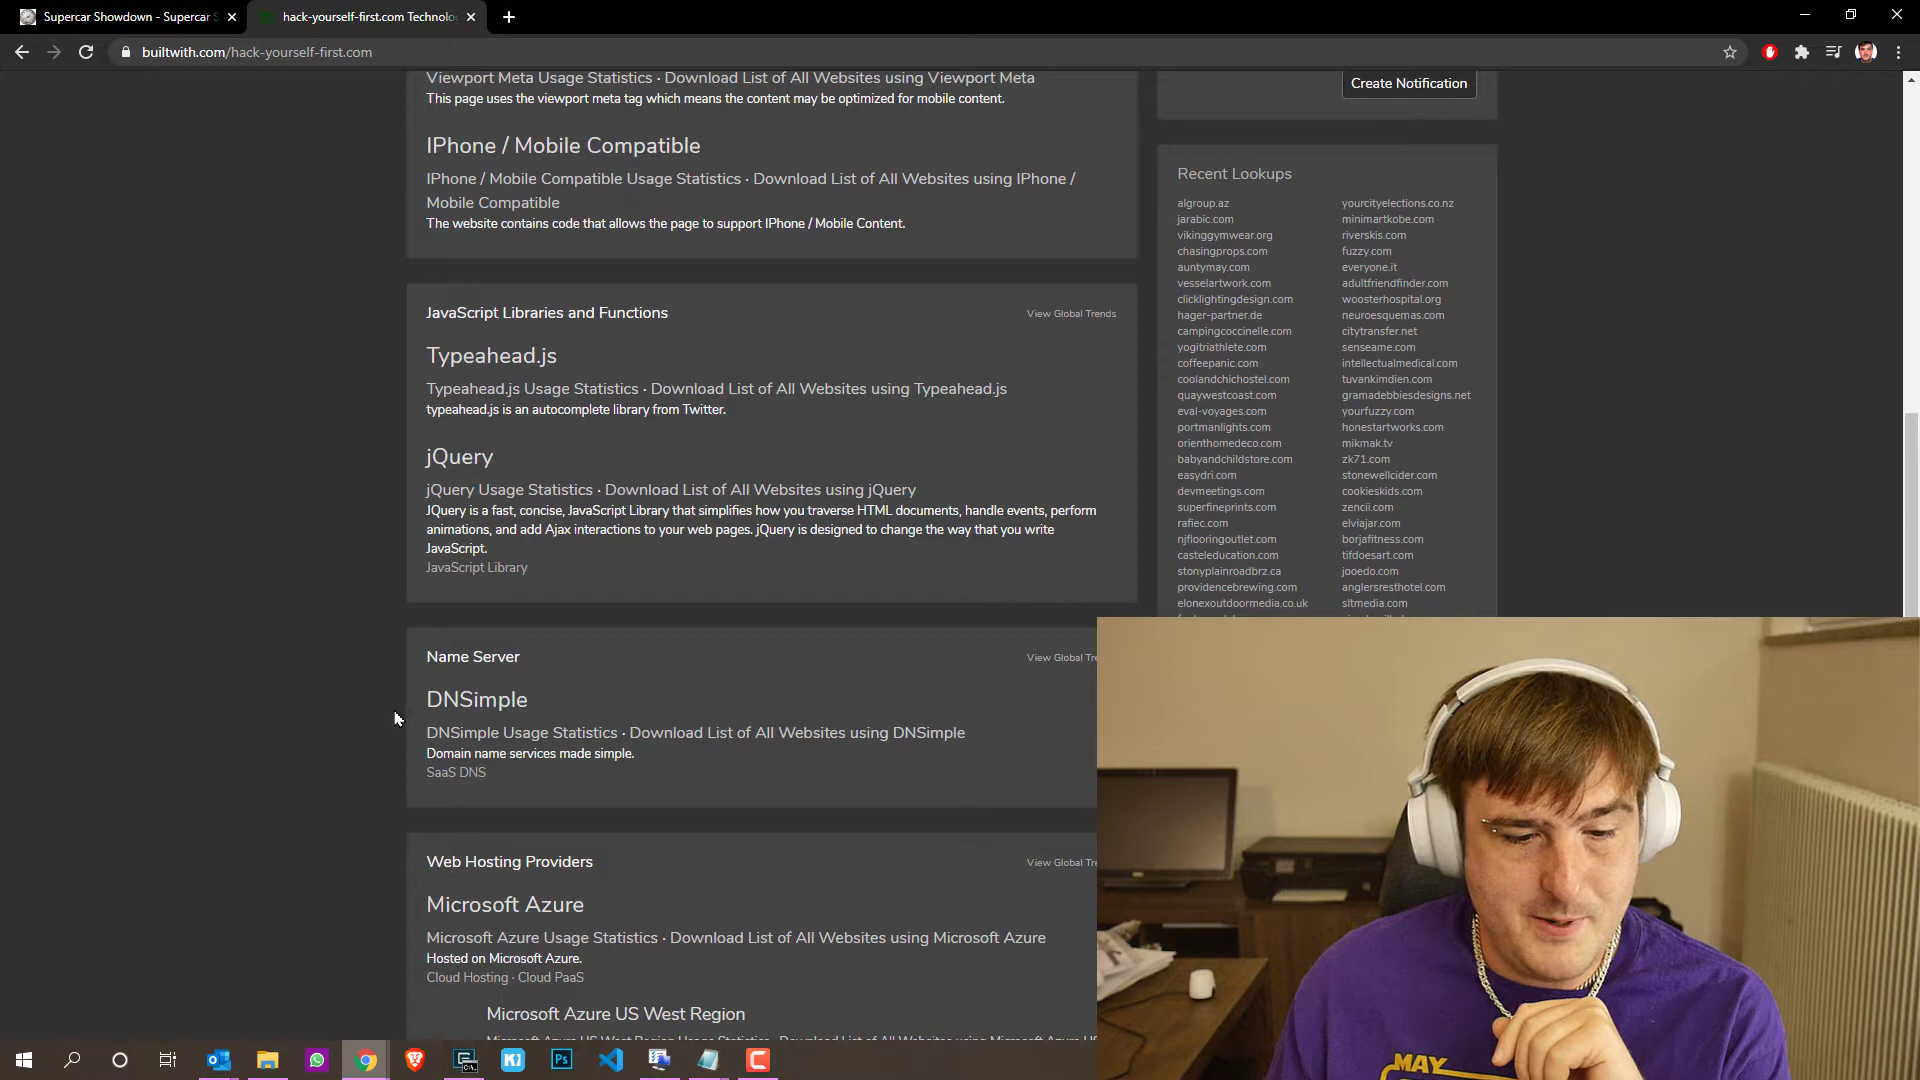 Supercar Showdown - Supercar S
hack-yourself-first.com Technolo
builtwith.com/hack-yourself-first.com
Viewport Meta Usage Statistics · Download List of All Websites using Viewport Meta
This page uses the viewport meta tag which means the content may be optimized for mobile content.
IPhone / Mobile Compatible
IPhone / Mobile Compatible Usage Statistics · Download List of All Websites using IPhone /
Mobile Compatible
The website contains code that allows the page to support IPhone / Mobile Content.
JavaScript Libraries and Functions
View Global Trends
Typeahead.js
Typeahead.js Usage Statistics · Download List of All Websites using Typeahead.js
typeahead.js is an autocomplete library from Twitter.
jQuery
jQuery Usage Statistics · Download List of All Websites using jQuery
JQuery is a fast, concise, JavaScript Library that simplifies how you traverse HTML documents, handle events, perform
animations, and add Ajax interactions to your web pages. jQuery is designed to change the way that you write
JavaScript.
JavaScript Library
Name Server
View Global Tre
DNSimple
DNSimple Usage Statistics · Download List of All Websites using DNSimple
Domain name services made simple.
SaaS DNS
Web Hosting Providers
View Global Tre
Microsoft Azure
Microsoft Azure Usage Statistics · Download List of All Websites using Microsoft Azure
Hosted on Microsoft Azure.
Cloud Hosting · Cloud PaaS
Microsoft Azure US West Region
Create Notification
Recent Lookups
algroup.az
yourcityelections.co.nz
jarabic.com
minimartkobe.com
vikinggymwear.org
riverskis.com
chasingprops.com
fuzzy.com
auntymay.com
everyone.it
vesselartwork.com
adultfriendfinder.com
clicklightingdesign.com
woosterhospital.org
hager-partner.de
neuroesquemas.com
campingcoccinelle.com
citytransfer.net
yogitriathlete.com
senseame.com
coffeepanic.com
intellectualmedical.com
coolandchichostel.com
tuvankimdien.com
quaywestcoast.com
gramadebbiesdesigns.net
eval-voyages.com
yourfuzzy.com
portmanlights.com
honestartworks.com
orienthomedeco.com
mikmak.tv
babyandchildstore.com
zk71.com
easydri.com
stonewellcider.com
devmeetings.com
cookieskids.com
superfineprints.com
zencii.com
rafiec.com
elviajar.com
njflooringoutlet.com
borjafitness.com
casteleducation.com
tifdoesart.com
stonyplainroadbrz.ca
jooedo.com
providencebrewing.com
anglersresthotel.com
elonexoutdoormedia.co.uk
sltmedia.com
MAY
Ps